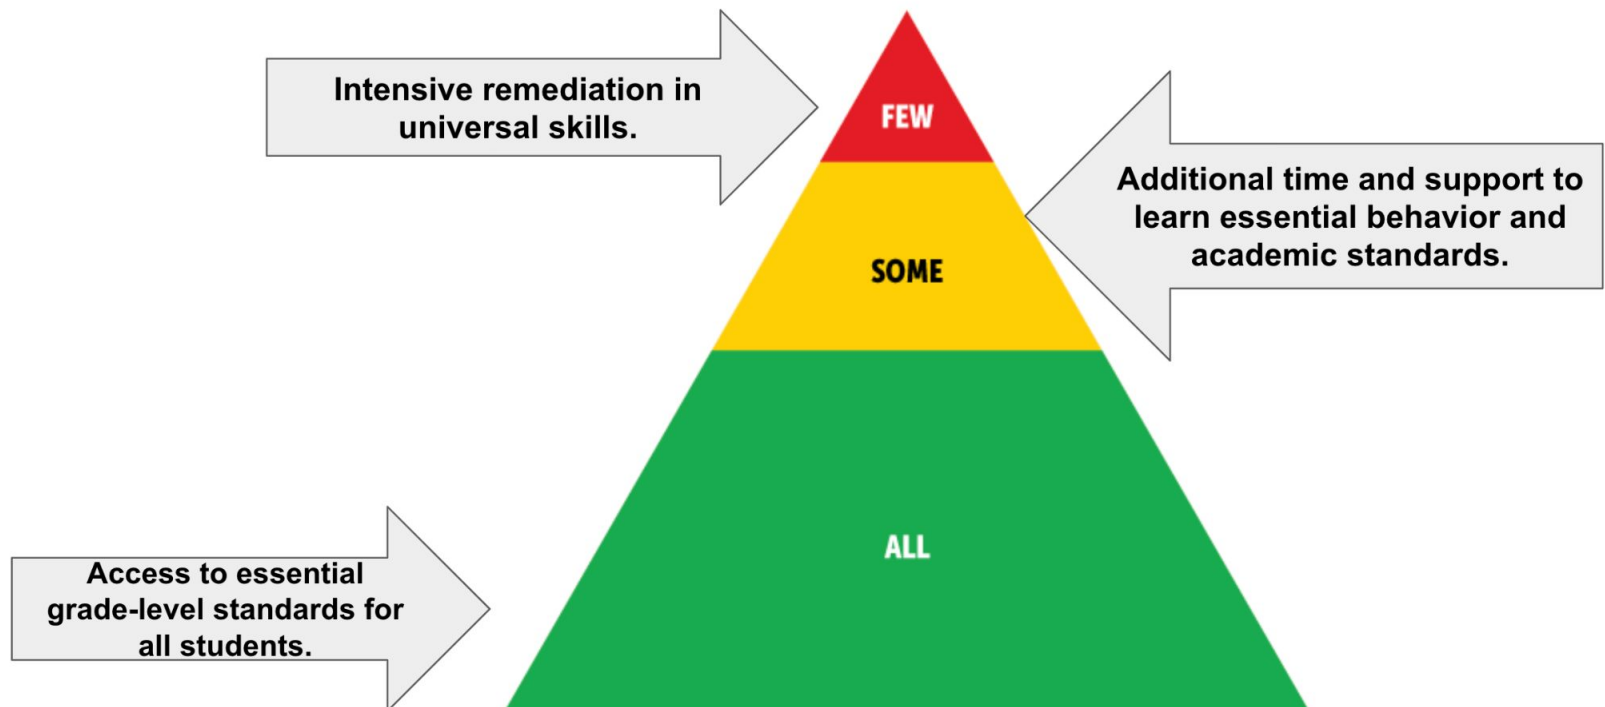 Intensive remediation in
universal skills.
FEW
Additional time and support to
learn essential behavior and
academic standards.
SOME
ALL
Access to essential
grade-level standards for
all students.